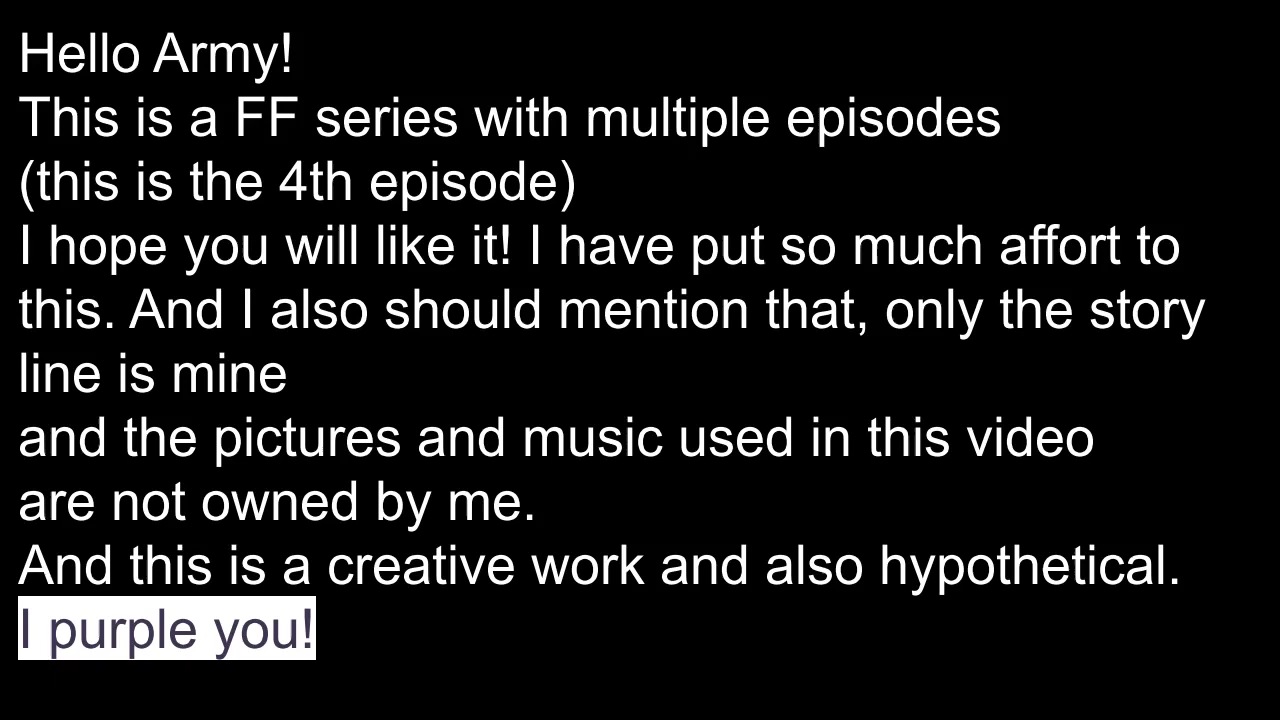 Hello Army!
This is a FF series with multiple episodes
(this is the 4th episode)
I hope you will like it! I have put so much affort to
this. And I also should mention that, only the story
line is mine
and the pictures and music used in this video
are not owned by me.
And this is a creative work and also hypothetical.
I purple you!